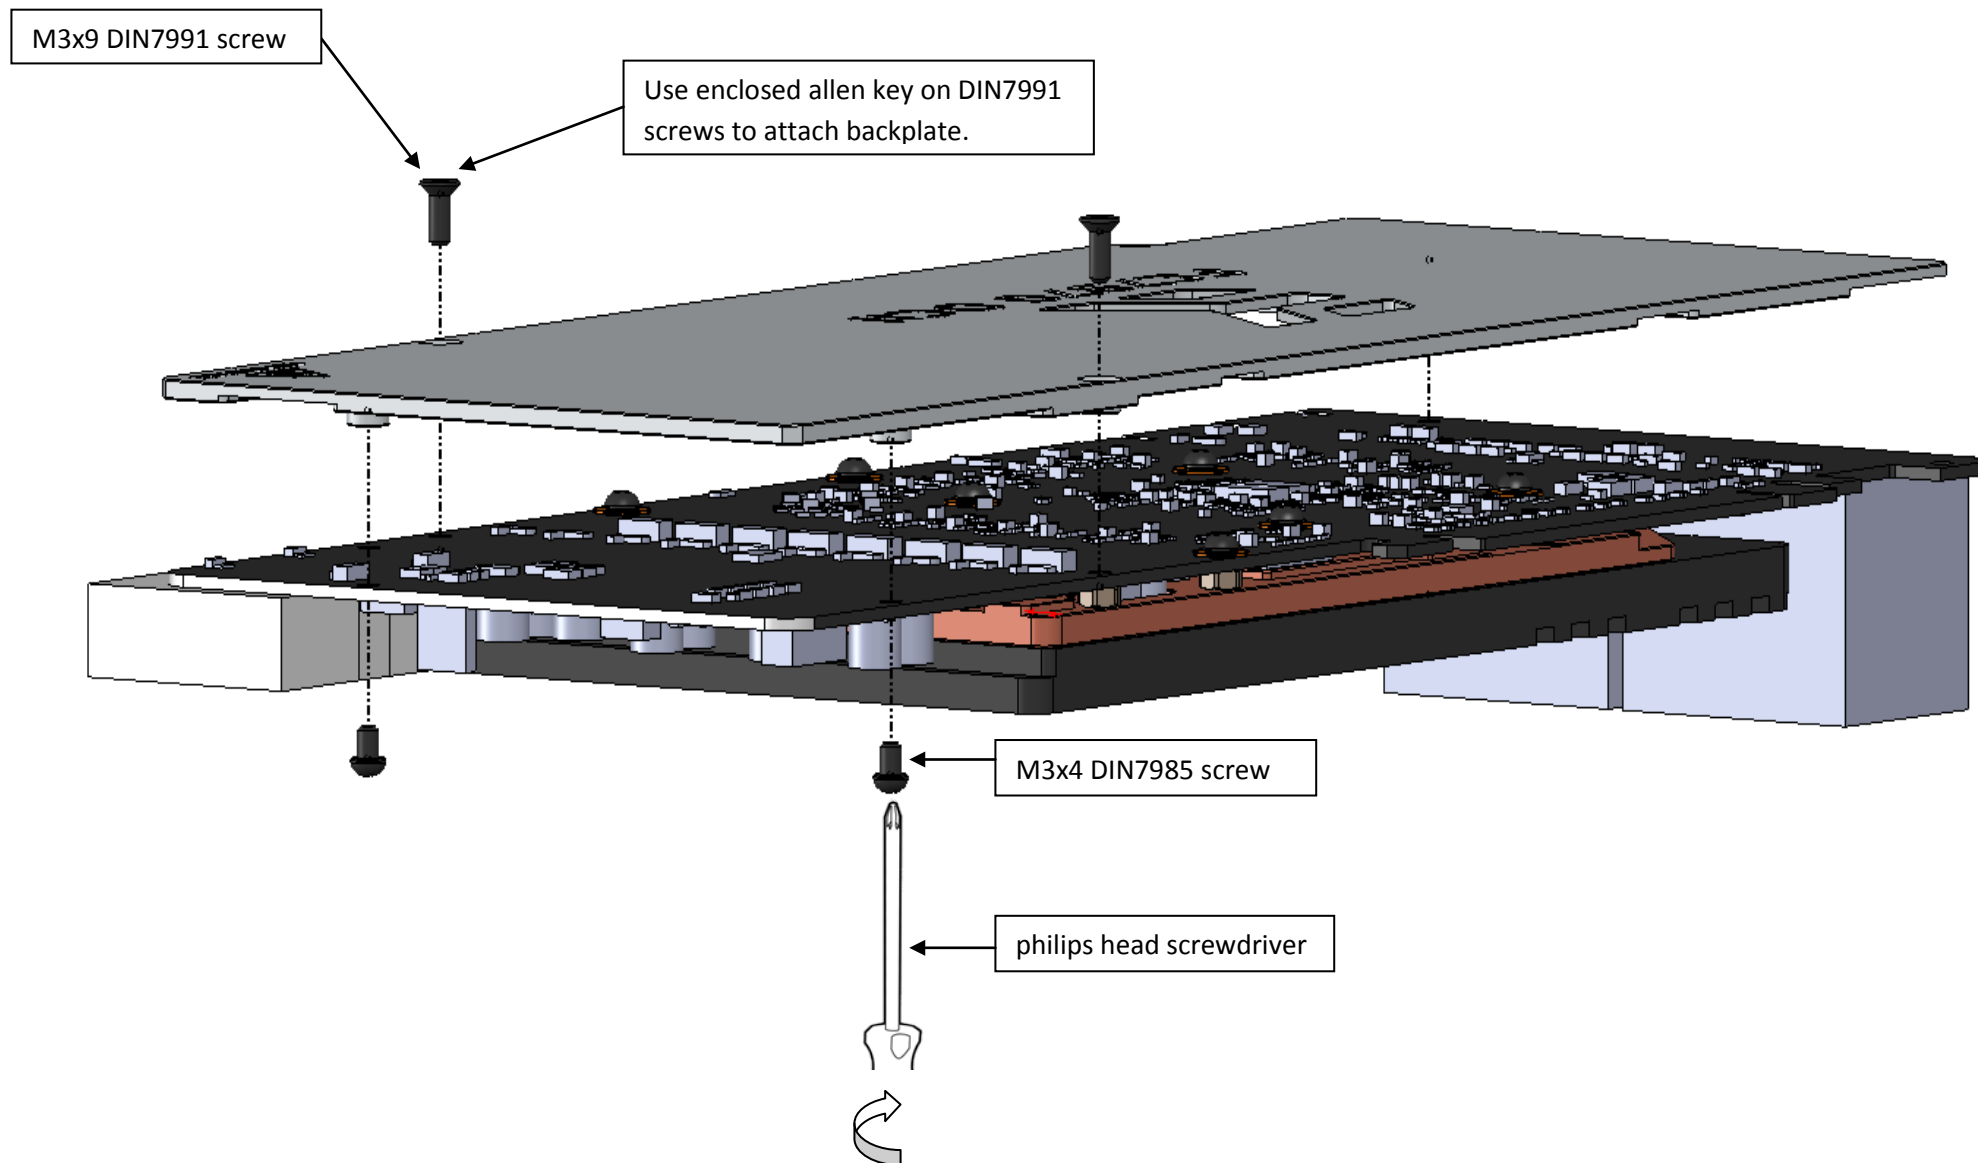 M3x9 DIN7991 screw
Use enclosed allen key on DIN7991
screws to attach backplate.
M3x4 DIN7985 screw
philips head screwdriver